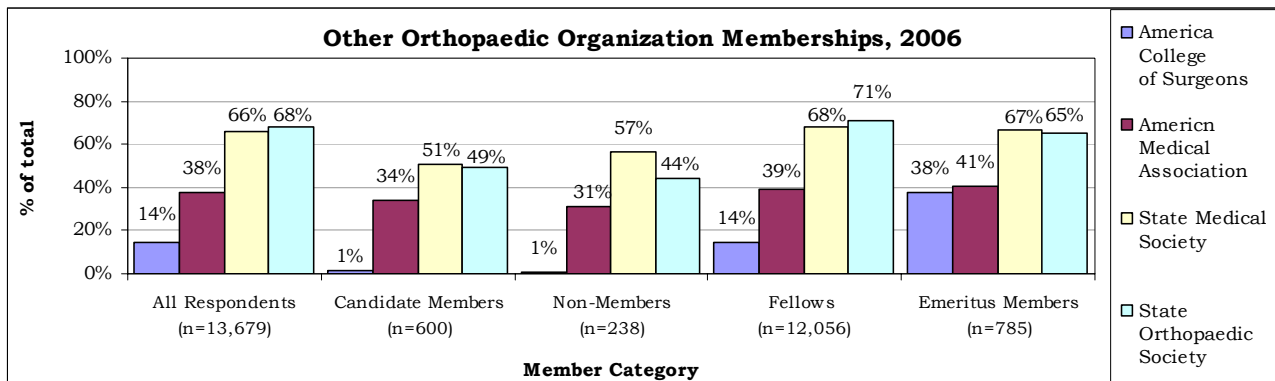 Other Orthopaedic Organization Memberships, 2006
100%
80%
60%
40%
20%
0%
% of total
14%
38%
66%
68%
1%
34%
51%
49%
1%
31%
57%
44%
14%
39%
68%
71%
38%
41%
67%
65%
All Respondents
(n=13,679)
Candidate Members
(n=600)
Non-Members
(n=238)
Fellows
(n=12,056)
Emeritus Members
(n=785)
Member Category
America
College
of Surgeons
Americn
Medical
Association
State Medical
Society
State
Orthopaedic
Society